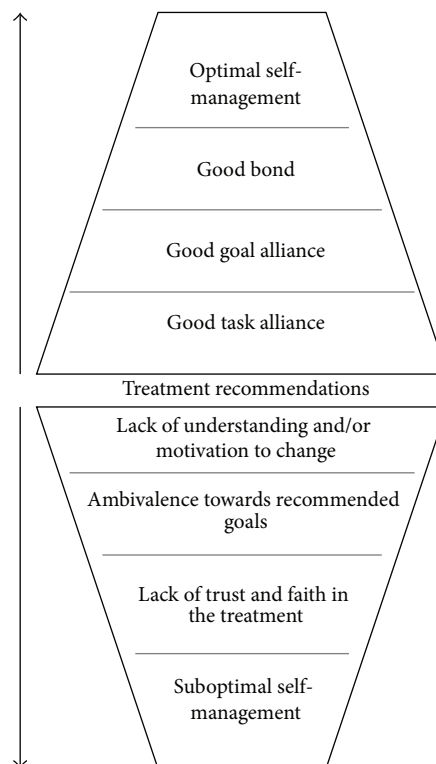 Optimal self-
management
Good bond
Good goal alliance
Good task alliance
Treatment recommendations
Lack of understanding and/or
motivation to change
Ambivalence towards recommended
goals
Lack of trust and faith in
the treatment
Suboptimal self-
management